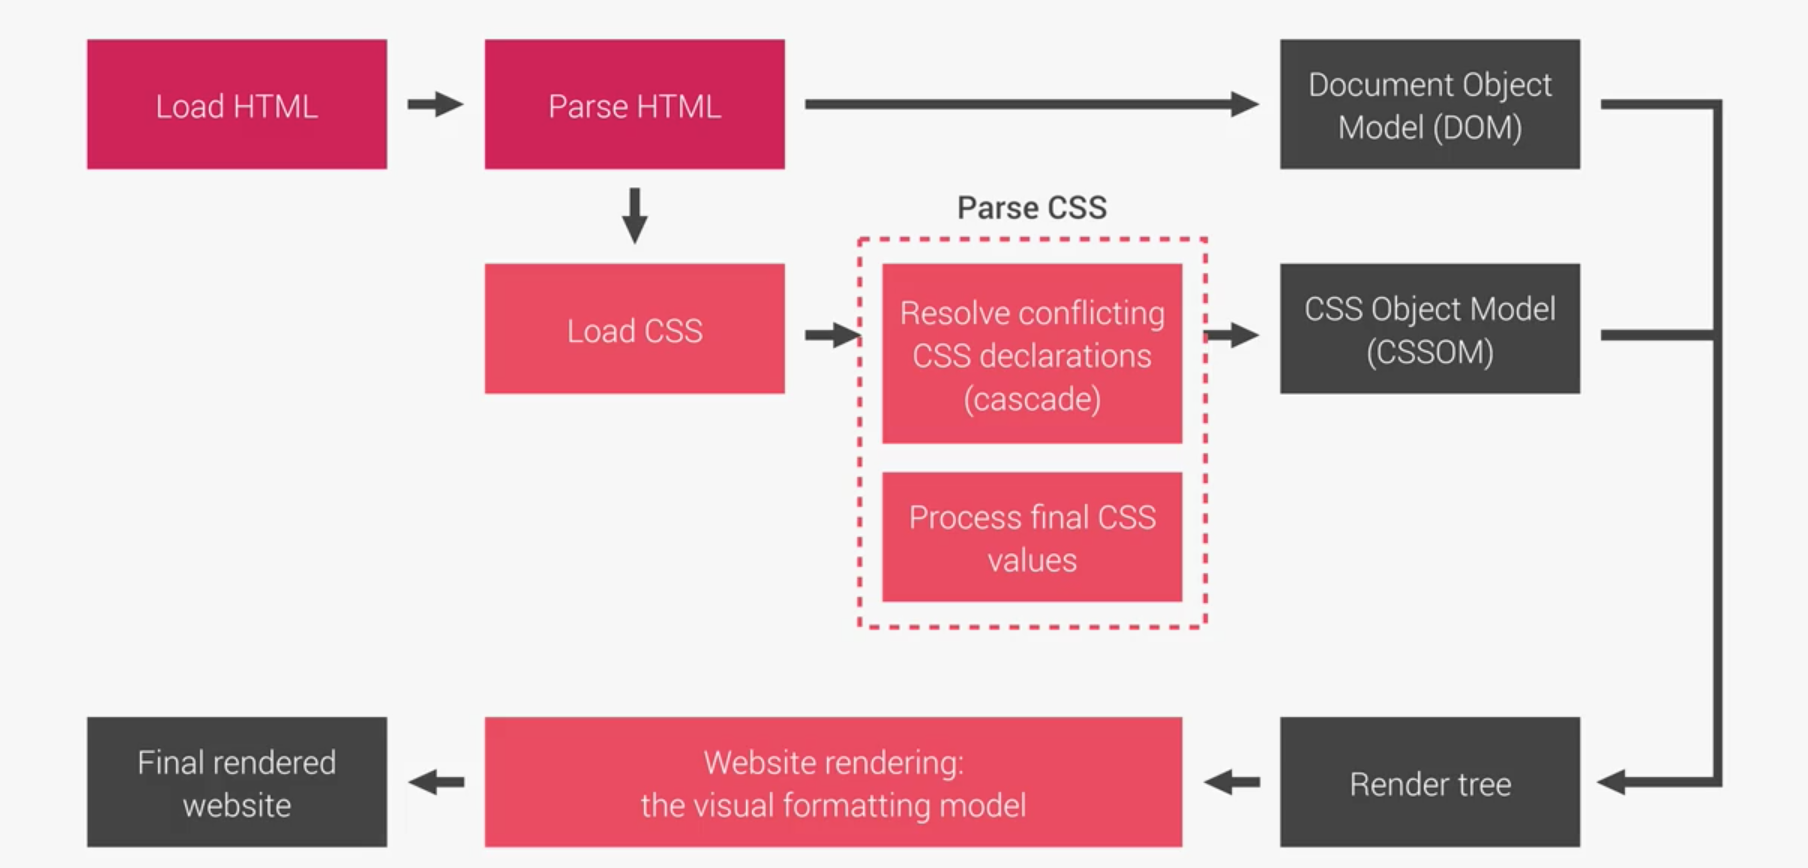 Load HTML
Parse HTML
Document Object
Model (DOM)
Parse CSS
Load CSS
Resolve conflicting
CSS declarations
(cascade)
CSS Object Model
(CSSOM)
Process final CSS
values
Final rendered
website
Website rendering:
the visual formatting model
Render tree